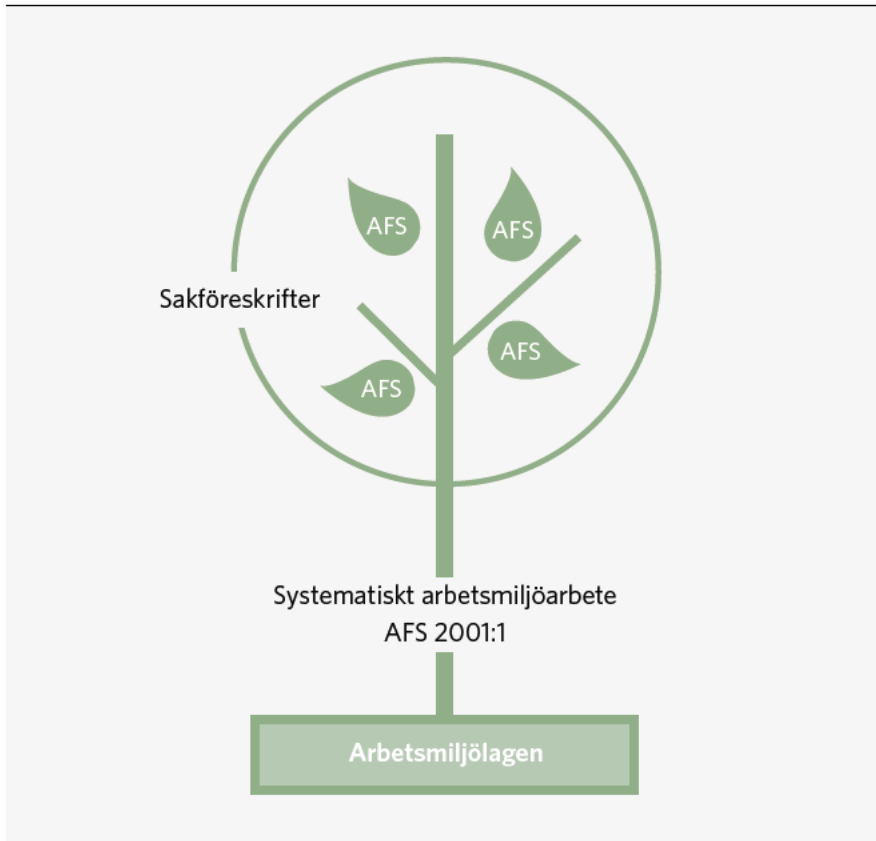 AFS
AFS
Sakföreskrifter
AFS
AFS
Systematiskt arbetsmiljöarbete
AFS 2001:1
Arbetsmiljölagen